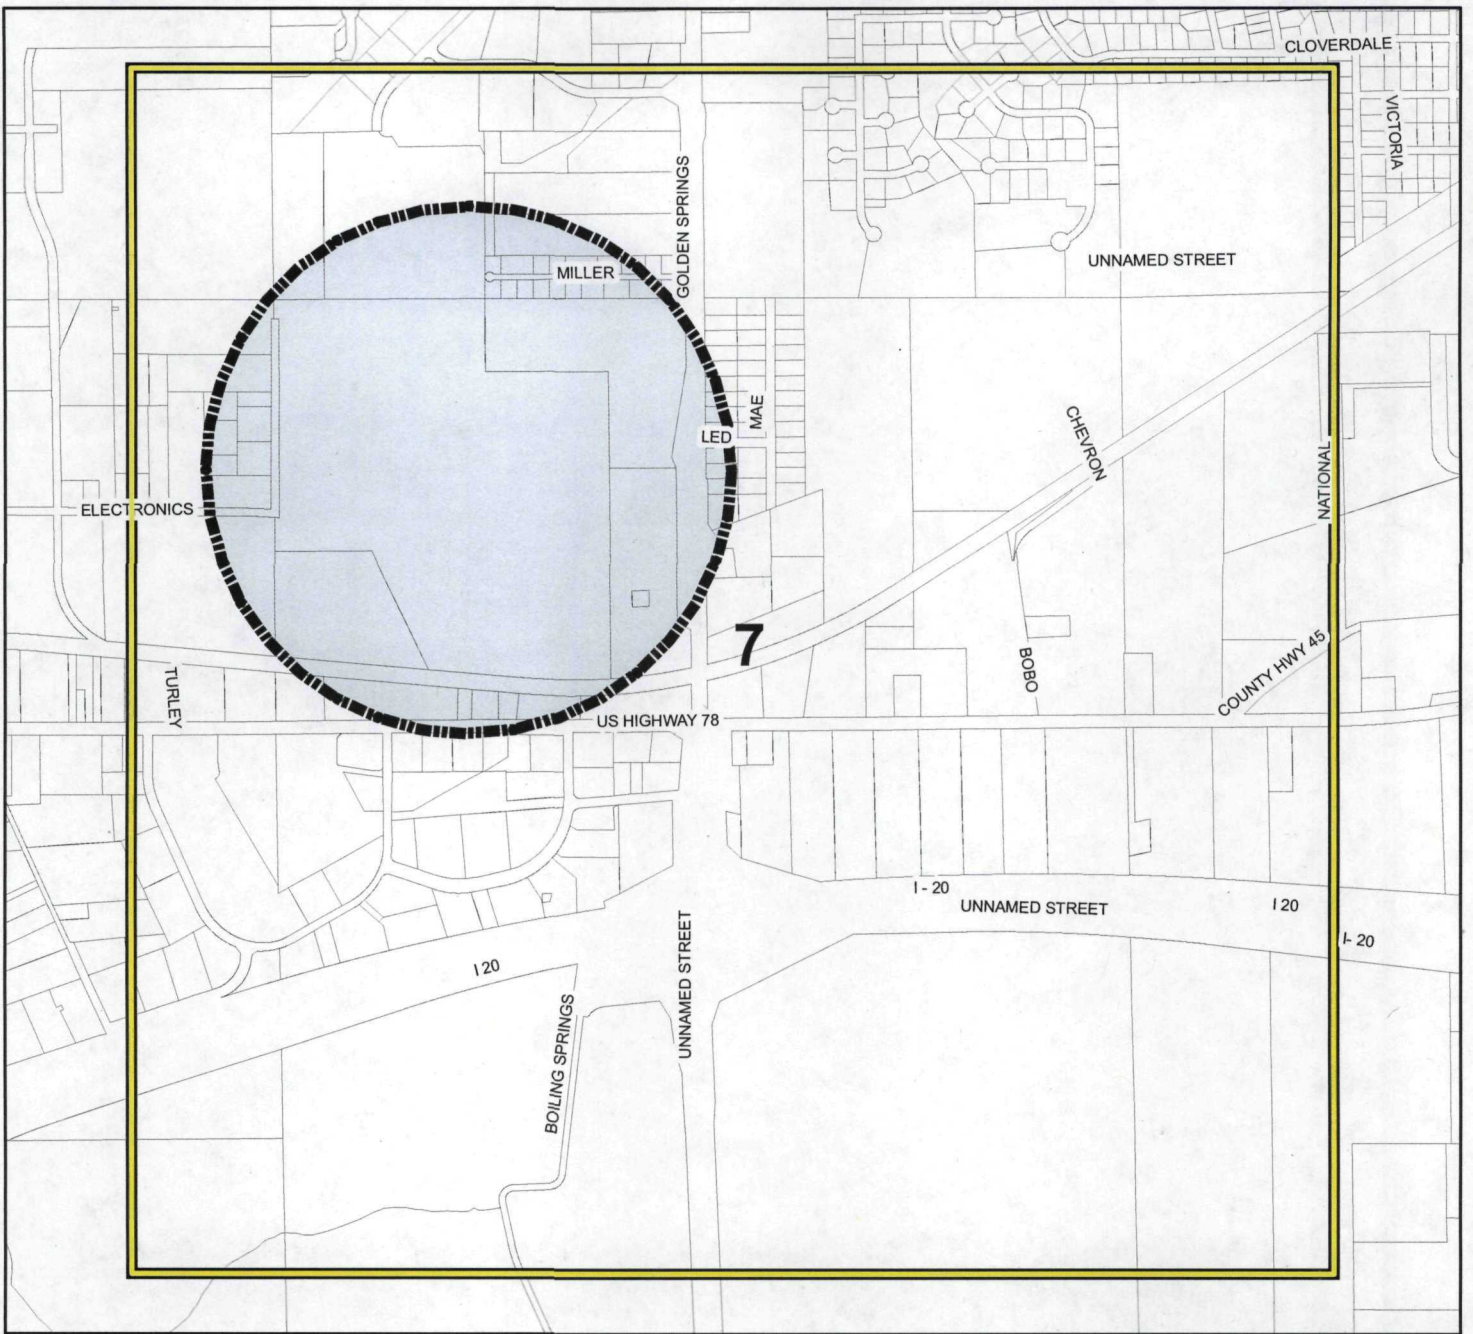 CLOVERDALE
VICTORIA
GOLDEN SPRINGS
UNNAMED STREET
MILLER
MAE
LED
CHEVRON
NATIONAL
ELECTRONICS
7
TURLEY
BOBO
COUNTY HWY 45
US HIGHWAY 78
I - 20
UNNAMED STREET
I 20
I- 20
I 20
UNNAMED STREET
BOILING SPRINGS